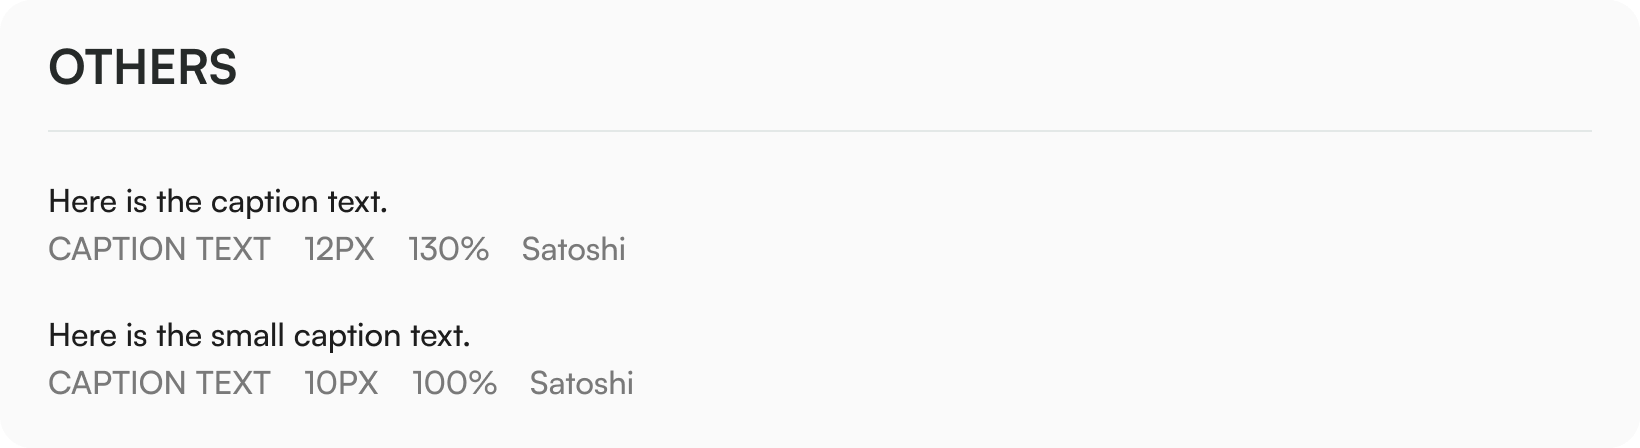 OTHERS
Here is the caption text.
CAPTION TEXT 12PX 130% Satoshi
Here is the small caption text.
CAPTION TEXT 10PX 100% Satoshi